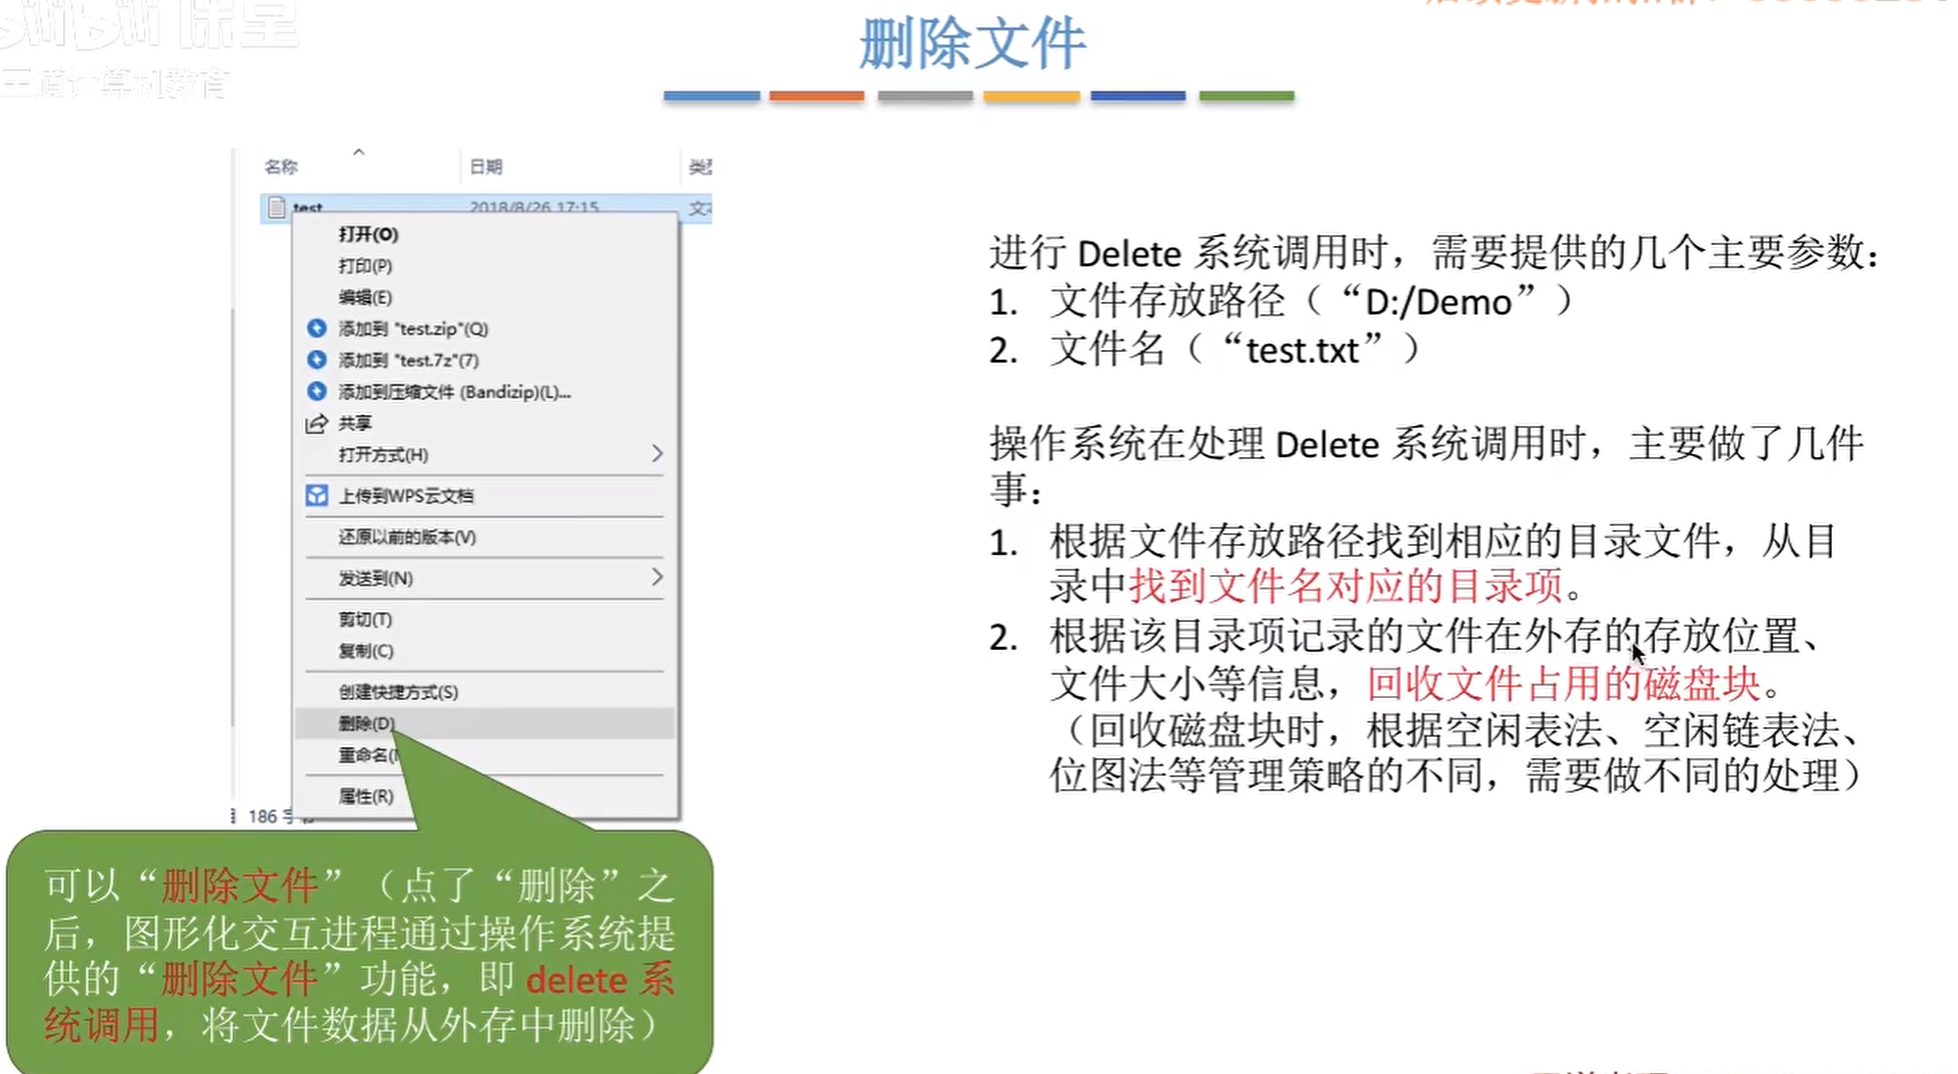 课堂
王道计算机教育
删除文件
名称
日期
test
2018/8/26 17:15
打开(O)
打印(P)
编辑(E)
添加到 "test.zip"(Q)
添加到 "test.7z"(7)
添加到压缩文件 (Bandizip)(L)...
共享
打开方式(H)
上传到WPS云文档
还原以前的版本(V)
发送到(N)
剪切(T)
复制(C)
创建快捷方式(S)
删除(D)
重命名
属性(R)
186
可以“删除文件”（点了“删除”之
后，图形化交互进程通过操作系统提
供的“删除文件”功能，即 delete 系
统调用，将文件数据从外存中删除）
进行 Delete 系统调用时，需要提供的几个主要参数：
1. 文件存放路径（“D:/Demo”）
2. 文件名（“test.txt”）
操作系统在处理 Delete 系统调用时，主要做了几件
事：
1. 根据文件存放路径找到相应的目录文件，从目
录中找到文件名对应的目录项。
2. 根据该目录项记录的文件在外存的存放位置、
文件大小等信息，回收文件占用的磁盘块。
（回收磁盘块时，根据空闲表法、空闲链表法、
位图法等管理策略的不同，需要做不同的处理）